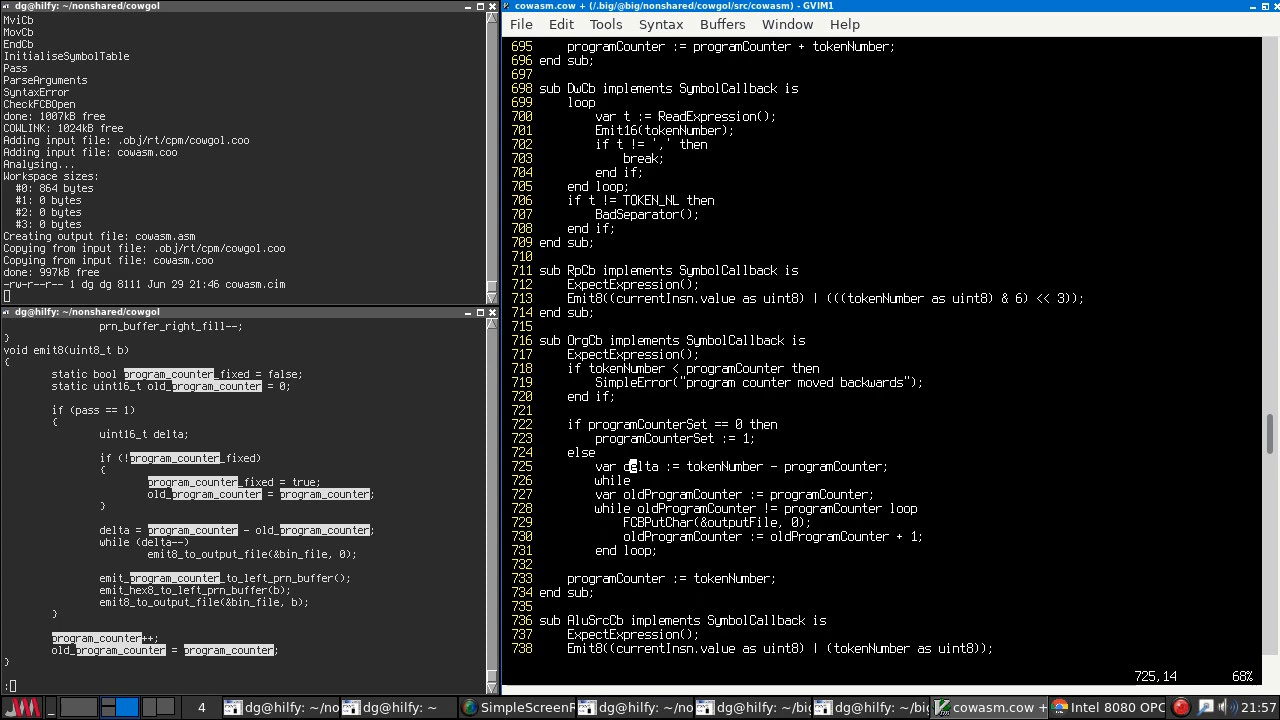 dg@hilfy: ~/nonshared/cowgol
MviCb
MovCb
EndCb
InitialiseSymbolTable
Pass
ParseArguments
SyntaxError
CheckFCBOpen
done: 1007kB free
COWLINK: 1024kB free
Adding input file: .obj/rt/cpm/cowgol.coo
Adding input file: cowasm.coo
Analysing...
Workspace sizes:
  #0: 864 bytes
  #1: 0 bytes
  #2: 0 bytes
  #3: 0 bytes
Creating output file: cowasm.asm
Copying from input file: .obj/rt/cpm/cowgol.coo
Copying from input file: cowasm.coo
done: 997kB free
-rw-r--r-- 1 dg dg 8111 Jun 29 21:46 cowasm.cim
dg@hilfy: ~/nonshared/cowgol
                prn_buffer_right_fill--;
}
void emit8(uint8_t b)
{
        static bool program_counter_fixed = false;
        static uint16_t old_program_counter = 0;

        if (pass == 1)
        {
                uint16_t delta;

                if (!program_counter_fixed)
                {
                        program_counter_fixed = true;
                        old_program_counter = program_counter;
                }

                delta = program_counter - old_program_counter;
                while (delta--)
                        emit8_to_output_file(&bin_file, 0);

                emit_program_counter_to_left_prn_buffer();
                emit_hex8_to_left_prn_buffer(b);
                emit8_to_output_file(&bin_file, b);
        }

        program_counter++;
        old_program_counter = program_counter;
}
:
cowasm.cow + (/.big/@big/nonshared/cowgol/src/cowasm) - GVIM1
File Edit Tools Syntax Buffers Window Help
695     programCounter := programCounter + tokenNumber;
696 end sub;
697
698 sub DwCb implements SymbolCallback is
699     loop
700         var t := ReadExpression();
701         Emit16(tokenNumber);
702         if t != ',' then
703             break;
704         end if;
705     end loop;
706     if t != TOKEN_NL then
707         BadSeparator();
708     end if;
709 end sub;
710
711 sub RpCb implements SymbolCallback is
712     ExpectExpression();
713     Emit8((currentInsn.value as uint8) | (((tokenNumber as uint8) & 6) << 3));
714 end sub;
715
716 sub OrgCb implements SymbolCallback is
717     ExpectExpression();
718     if tokenNumber < programCounter then
719         SimpleError("program counter moved backwards");
720     end if;
721
722     if programCounterSet == 0 then
723         programCounterSet := 1;
724     else
725         var delta := tokenNumber - programCounter;
726         while
727         var oldProgramCounter := programCounter;
728         while oldProgramCounter != programCounter loop
729             FCBPutChar(&outputFile, 0);
730             oldProgramCounter := oldProgramCounter + 1;
731         end loop;
732
733     programCounter := tokenNumber;
734 end sub;
735
736 sub AluSrcCb implements SymbolCallback is
737     ExpectExpression();
738     Emit8((currentInsn.value as uint8) | (tokenNumber as uint8));
725,14 68%
4 dg@hilfy: ~/no dg@hilfy: ~ SimpleScreenR dg@hilfy: ~/no dg@hilfy: ~/big dg@hilfy: ~/big cowasm.cow + Intel 8080 OPC 21:57